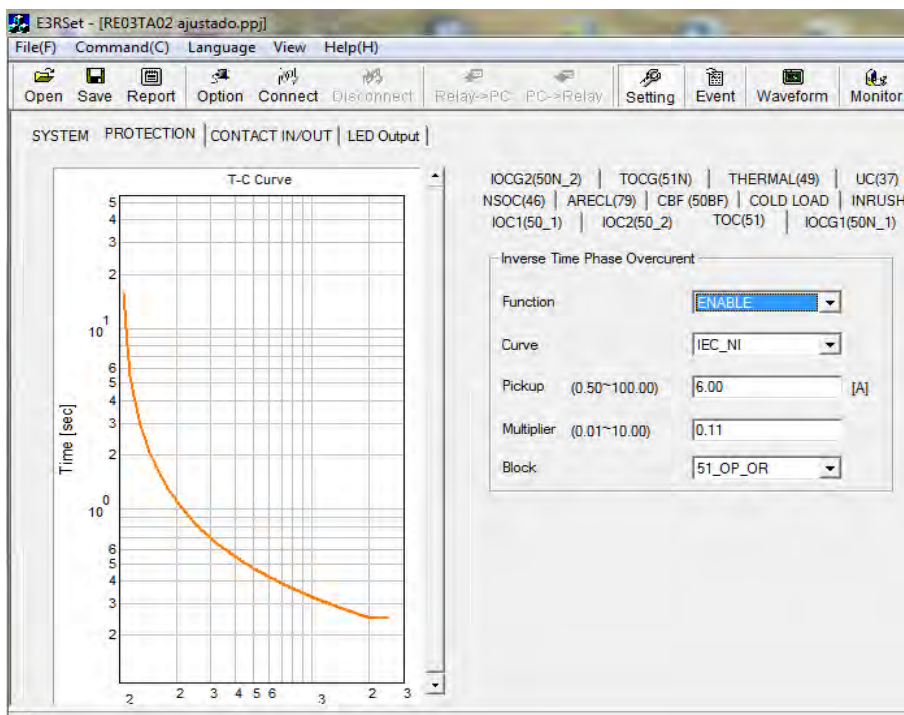 E3RSet - [RE03TA02 ajustado.ppj]
File(F) Command(C) Language View Help(H)
Open Save Report Option Connect Disconnect Relay->PC PC->Relay Setting Event Waveform Monitor
SYSTEM PROTECTION CONTACT IN/OUT LED Output
T-C Curve
5
4
3
2
10 1
6
5
4
3
2
10 0
6
5
4
3
2
Time [sec]
2 2 3 4 5 6 3 2 3
IOCG2(50N_2) TOCG(51N) THERMAL(49) UC(37)
NSOC(46) ARECL(79) CBF (50BF) COLD LOAD INRUSH
IOC1(50_1) IOC2(50_2) TOC(51) IOCG1(50N_1)
Inverse Time Phase Overcurent
Function ENABLE
Curve IEC_NI
Pickup (0.50~100.00) 6.00 [A]
Multiplier (0.01~10.00) 0.11
Block 51_OP_OR